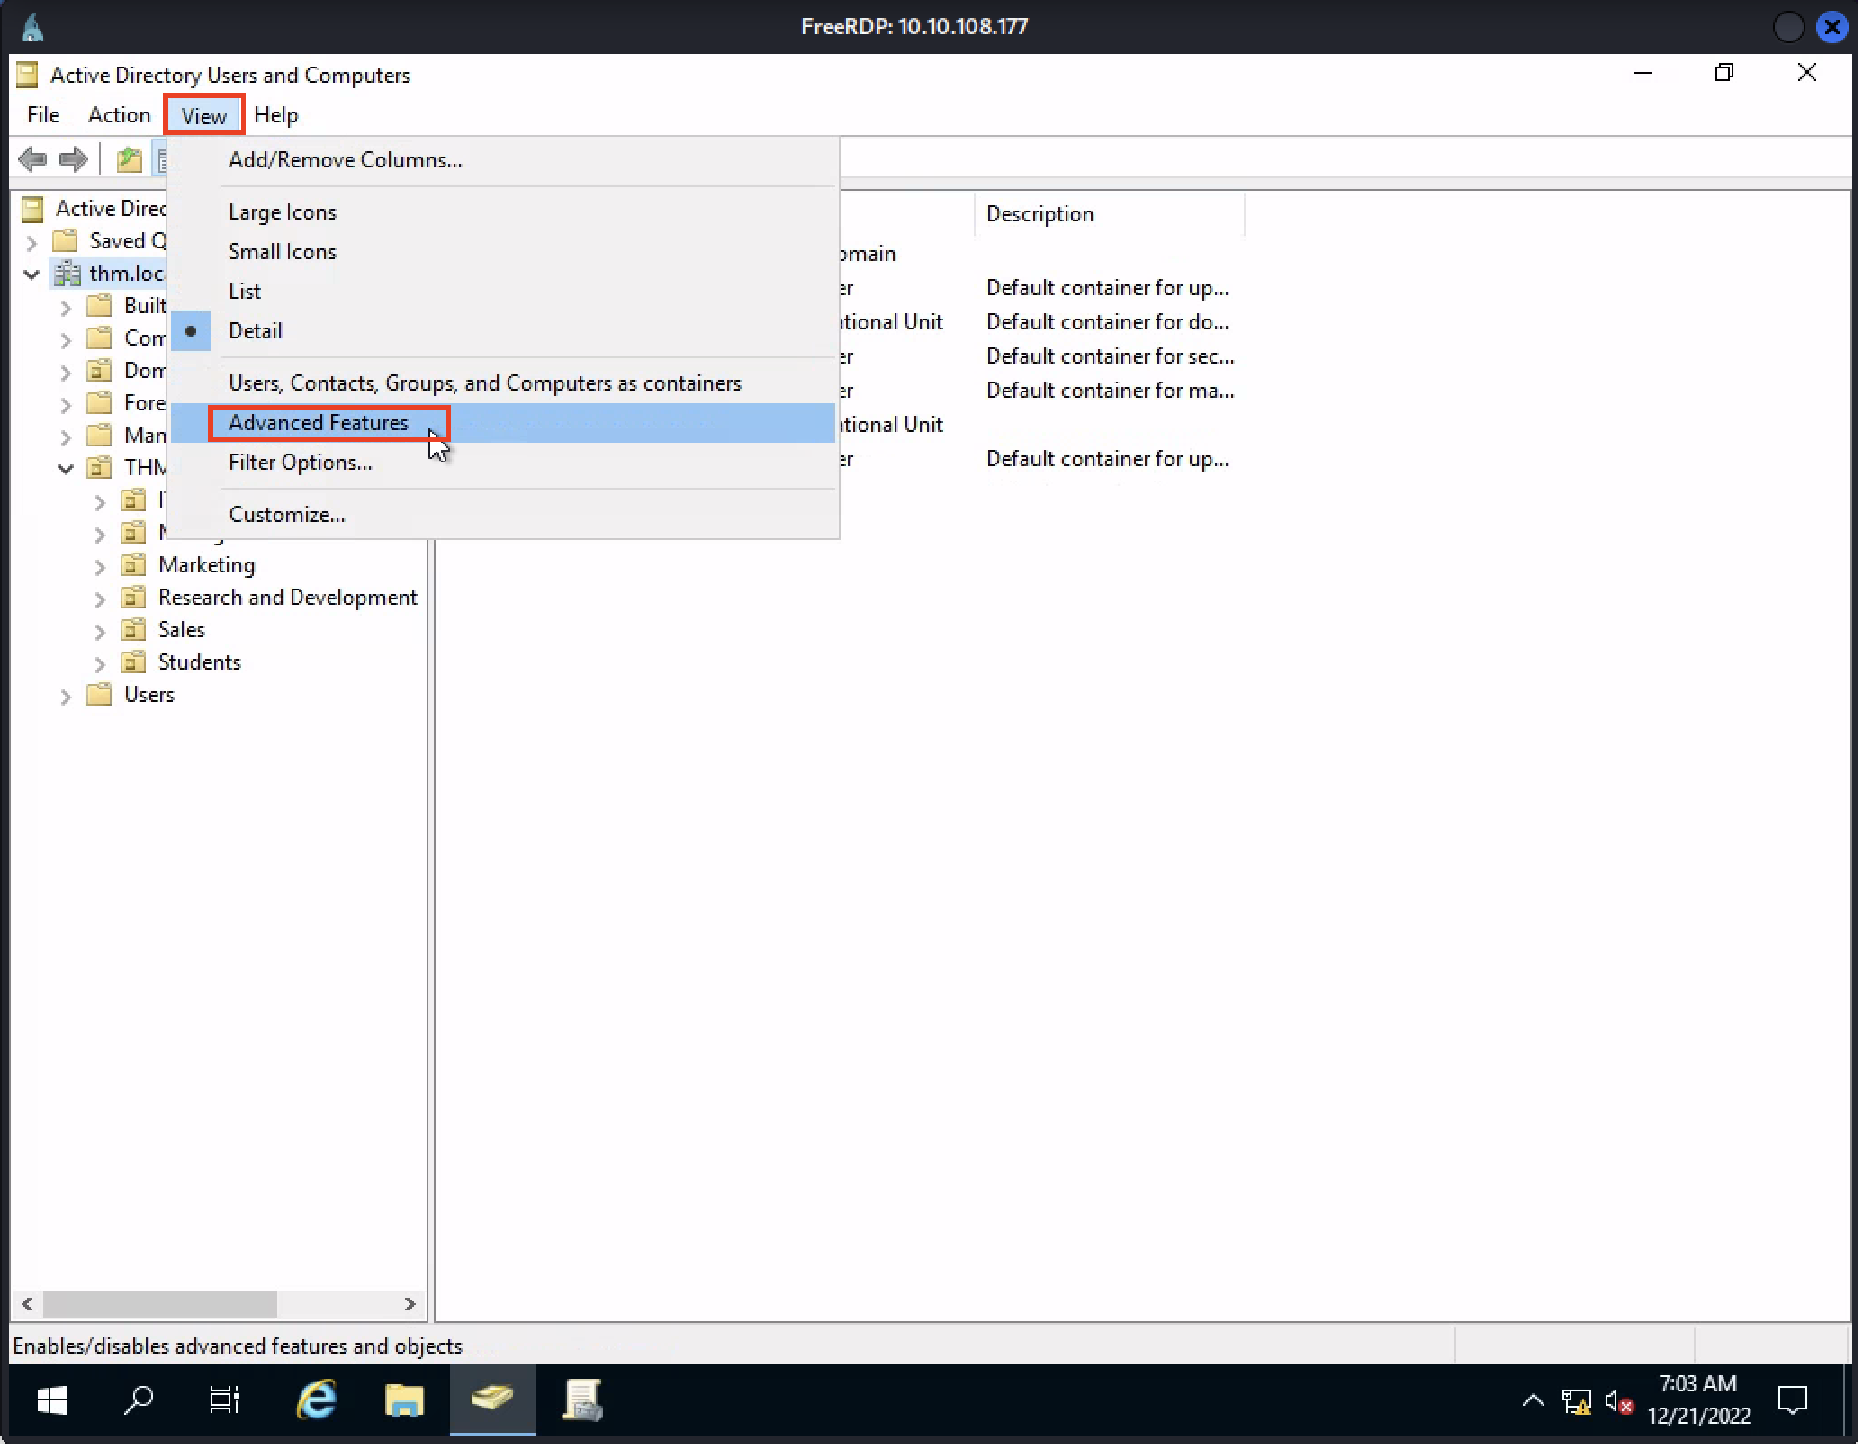 FreeRDP: 10.10.108.177
Active Directory Users and Computers
File Action View Help
Add/Remove Columns...
Large Icons
Small Icons
List
Detail
Users, Contacts, Groups, and Computers as containers
Advanced Features
Filter Options...
Customize...
Active Direc
Saved Q
thm.loc
Built
Com
Dom
Fore
Man
THM
Marketing
Research and Development
Sales
Students
Users
Description
omain
er Default container for up...
tional Unit Default container for do...
er Default container for sec...
er Default container for ma...
tional Unit
er Default container for up...
Enables/disables advanced features and objects
7:03 AM
12/21/2022